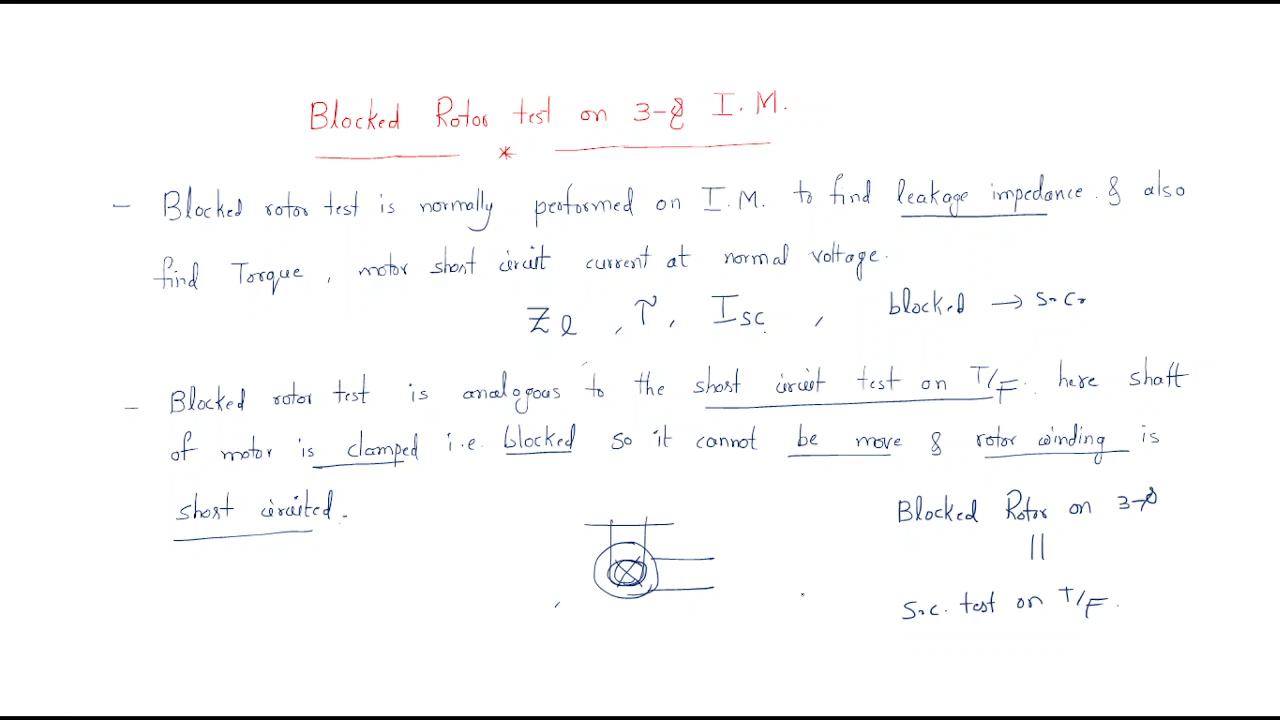 Blocked Rotor test on 3-φ I.M.
*
- Blocked rotor test is normally performed on I.M. to find leakage impedance. & also
find Torque, motor short circuit current at normal voltage.
Zl, τ, Isc, blocked → S.C.
- Blocked rotor test is analogous to the short circuit test on T/F. here shaft
of motor is clamped i.e. blocked so it cannot be move & rotor winding is
short circuited.
Blocked Rotor on 3-φ
||
S.C. test on T/F.